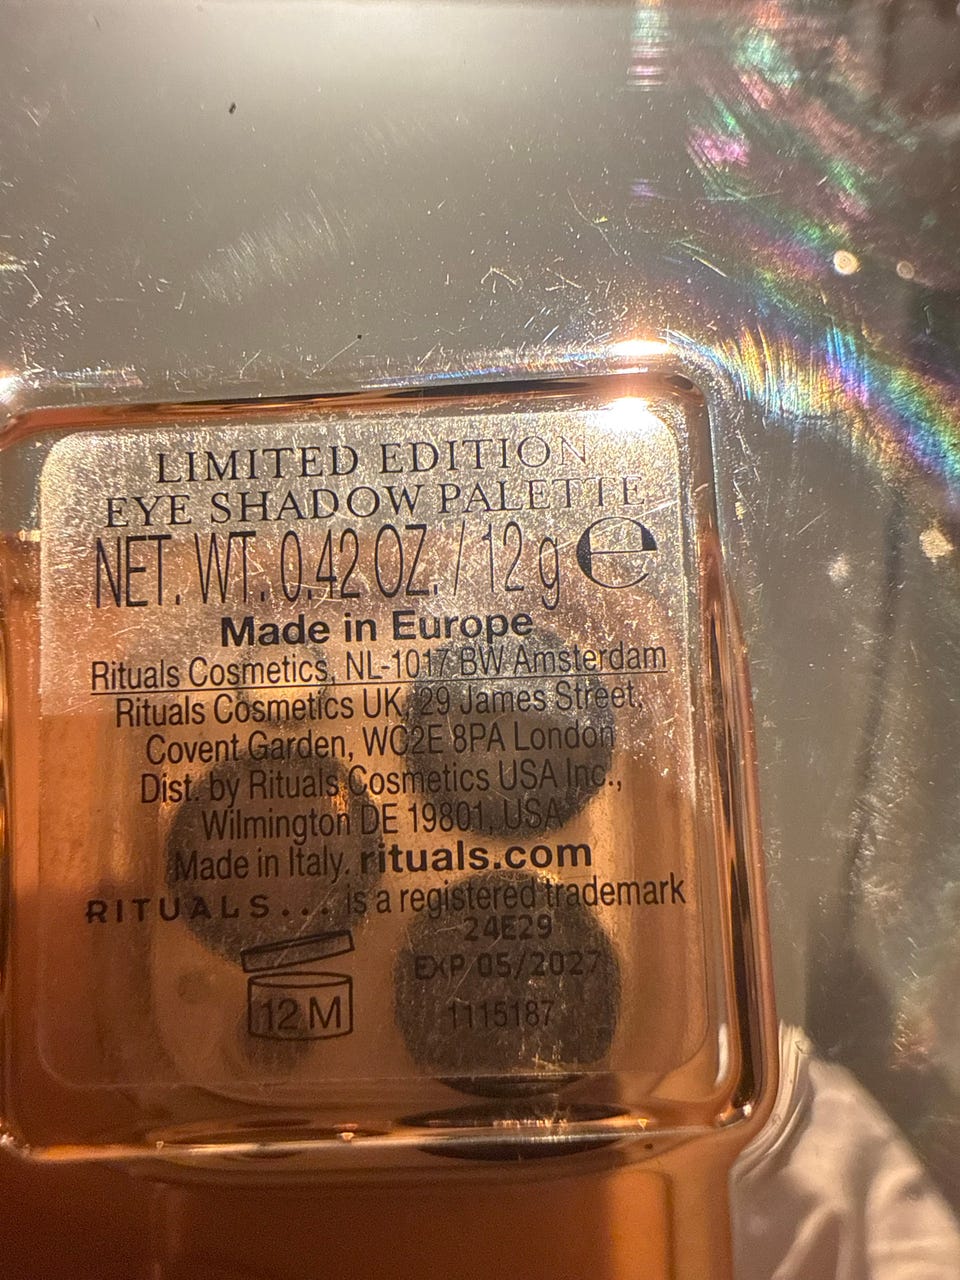 LIMITED EDITION
EYE SHADOW PALETTE
NET. WT. 0.42 OZ. / 12 g ℮
Made in Europe
Rituals Cosmetics, NL-1017 BW Amsterdam
Rituals Cosmetics UK, 29 James Street,
Covent Garden, WC2E 8PA London
Dist. by Rituals Cosmetics USA Inc.,
Wilmington DE 19801, USA
Made in Italy. rituals.com
RITUALS... is a registered trademark
24E29
EXP 05/2027
12 M
1115187